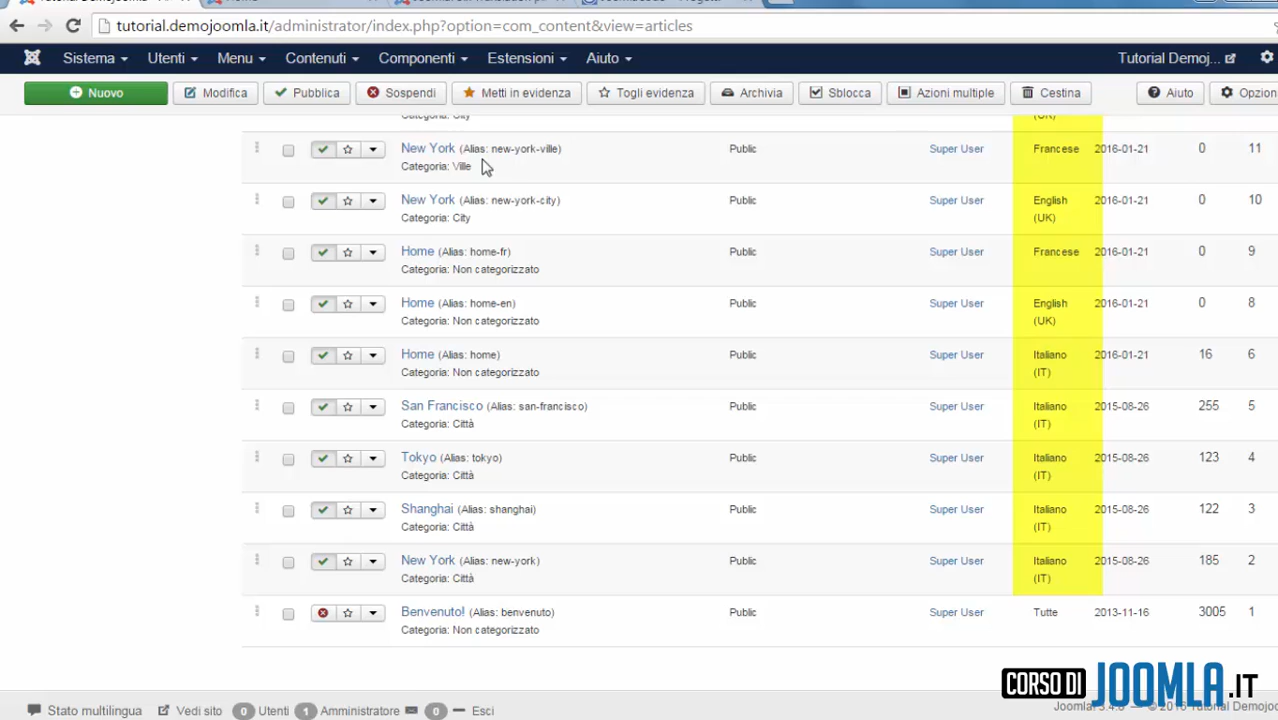 tutorial.demojoomla.it/administrator/index.php?option=com_content&view=articles
Sistema Utenti Menu Contenuti Componenti Estensioni Aiuto Tutorial Demoj...
Nuovo Modifica Pubblica Sospendi Metti in evidenza Togli evidenza Archivia Sblocca Azioni multiple Cestina Aiuto Opzion
Categoria: City (UK)
New York (Alias: new-york-ville) Public Super User Francese 2016-01-21 0 11
Categoria: Ville
New York (Alias: new-york-city) Public Super User English 2016-01-21 0 10
Categoria: City (UK)
Home (Alias: home-fr) Public Super User Francese 2016-01-21 0 9
Categoria: Non categorizzato
Home (Alias: home-en) Public Super User English 2016-01-21 0 8
Categoria: Non categorizzato (UK)
Home (Alias: home) Public Super User Italiano 2016-01-21 16 6
Categoria: Non categorizzato (IT)
San Francisco (Alias: san-francisco) Public Super User Italiano 2015-08-26 255 5
Categoria: Città (IT)
Tokyo (Alias: tokyo) Public Super User Italiano 2015-08-26 123 4
Categoria: Città (IT)
Shanghai (Alias: shanghai) Public Super User Italiano 2015-08-26 122 3
Categoria: Città (IT)
New York (Alias: new-york) Public Super User Italiano 2015-08-26 185 2
Categoria: Città (IT)
Benvenuto! (Alias: benvenuto) Public Super User Tutte 2013-11-16 3005 1
Categoria: Non categorizzato
CORSO DI JOOMLA.IT
Stato multilingua Vedi sito 0 Utenti 1 Amministratore 0 Esci